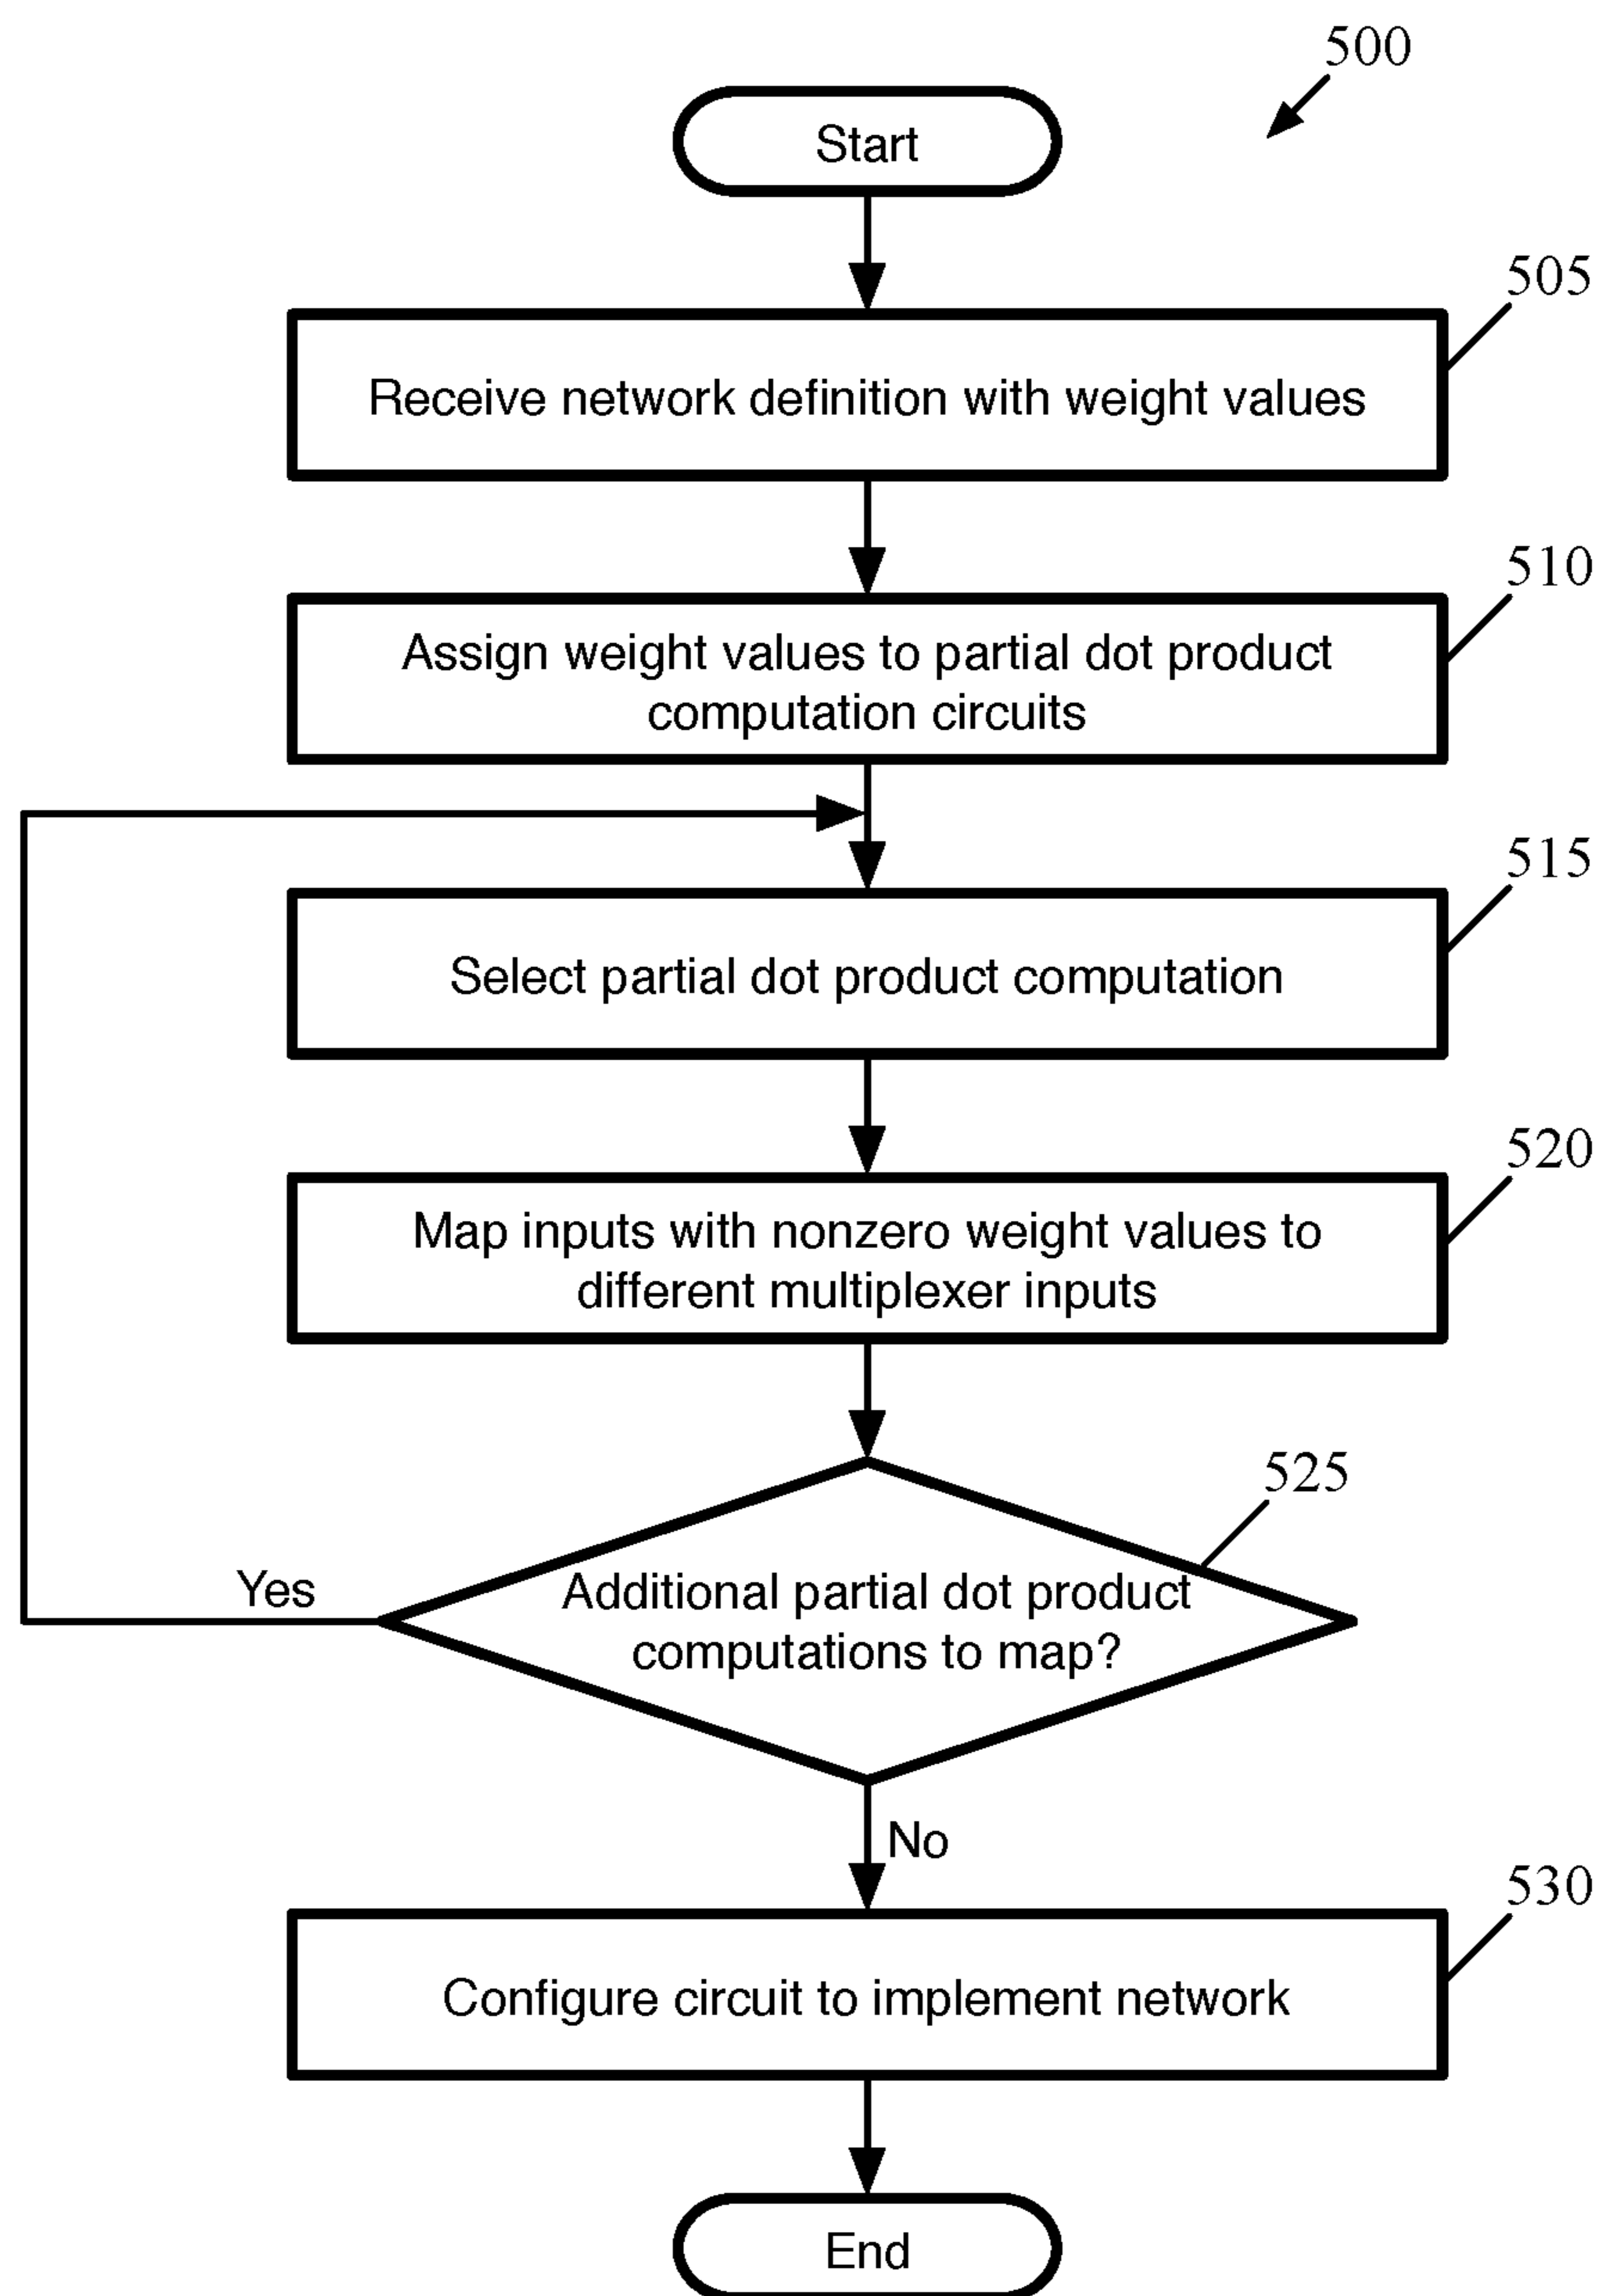 500
Start
505
Receive network definition with weight values
510
Assign weight values to partial dot product
computation circuits
515
Select partial dot product computation
520
Map inputs with nonzero weight values to
different multiplexer inputs
525
Additional partial dot product
computations to map?
Yes
No
530
Configure circuit to implement network
End